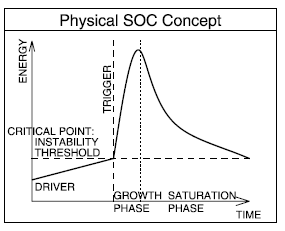 Physical SOC Concept
ENERGY
TRIGGER
CRITICAL POINT:
INSTABILITY
THRESHOLD
DRIVER
GROWTH SATURATION
PHASE PHASE
TIME